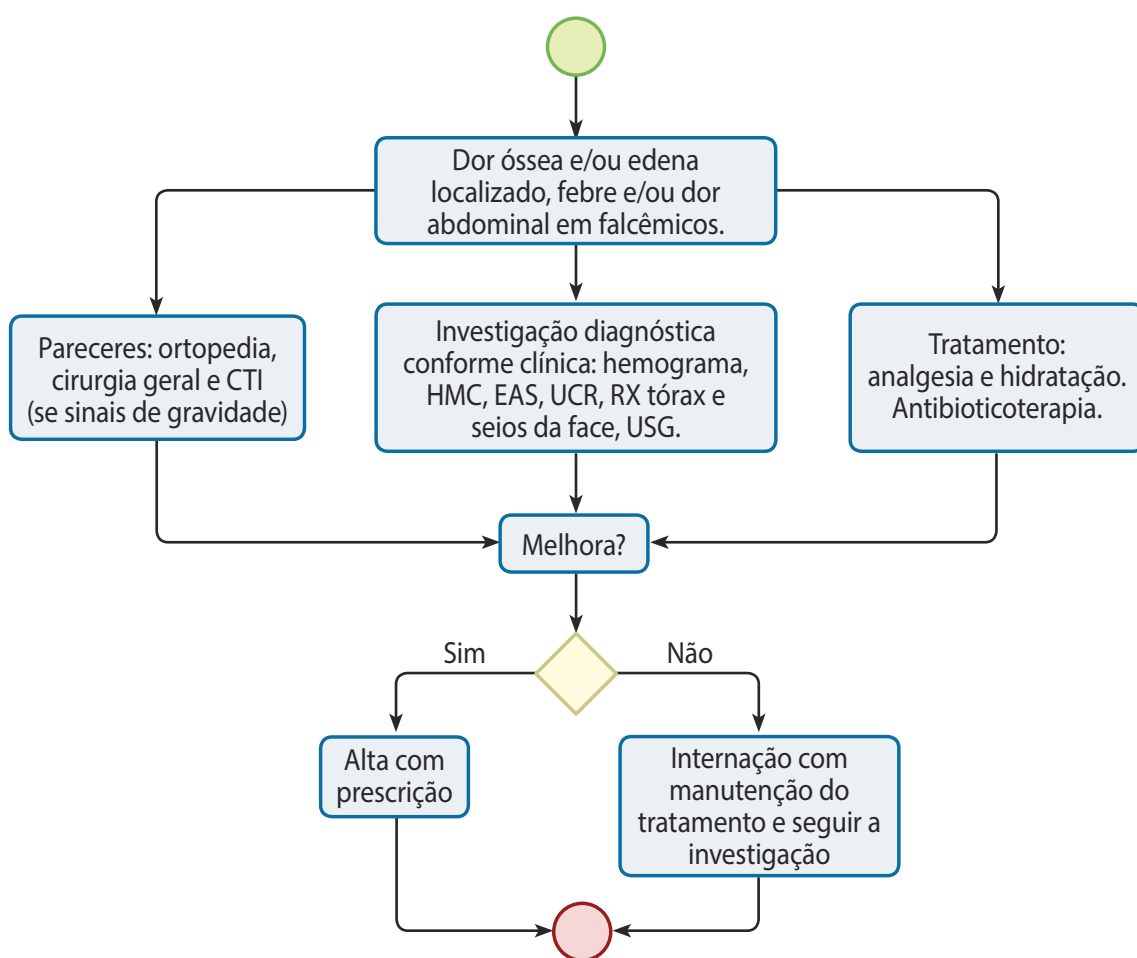 Dor óssea e/ou edena
localizado, febre e/ou dor
abdominal em falcêmicos.
Pareceres: ortopedia,
cirurgia geral e CTI
(se sinais de gravidade)
Investigação diagnóstica
conforme clínica: hemograma,
HMC, EAS, UCR, RX tórax e
seios da face, USG.
Tratamento:
analgesia e hidratação.
Antibioticoterapia.
Melhora?
Sim
Não
Alta com
prescrição
Internação com
manutenção do
tratamento e seguir a
investigação